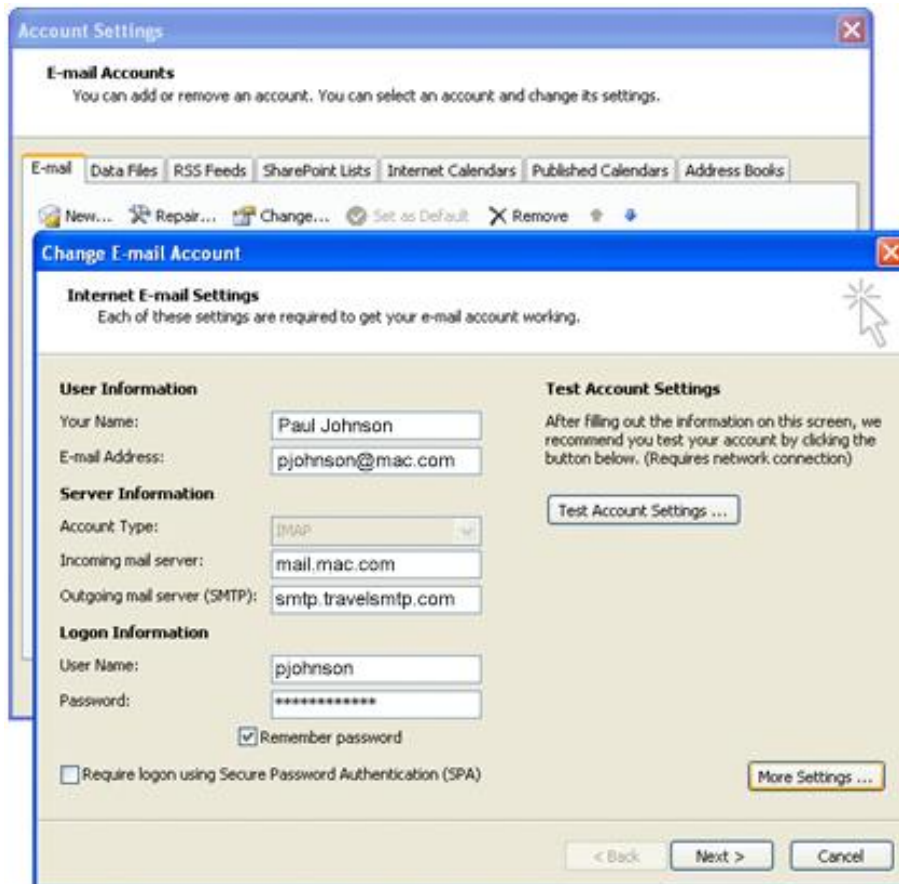 Account Settings
E-mail Accounts
You can add or remove an account. You can select an account and change its settings.
E-mail Data Files RSS Feeds SharePoint Lists Internet Calendars Published Calendars Address Books
New... Repair... Change... Set as Default Remove
Change E-mail Account
Internet E-mail Settings
Each of these settings are required to get your e-mail account working.
User Information
Your Name: Paul Johnson
E-mail Address: pjohnson@mac.com
Server Information
Account Type: IMAP
Incoming mail server: mail.mac.com
Outgoing mail server (SMTP): smtp.travelsmtp.com
Logon Information
User Name: pjohnson
Password: ************
Remember password
Require logon using Secure Password Authentication (SPA)
Test Account Settings
After filling out the information on this screen, we
recommend you test your account by clicking the
button below. (Requires network connection)
Test Account Settings ...
More Settings ...
< Back Next > Cancel